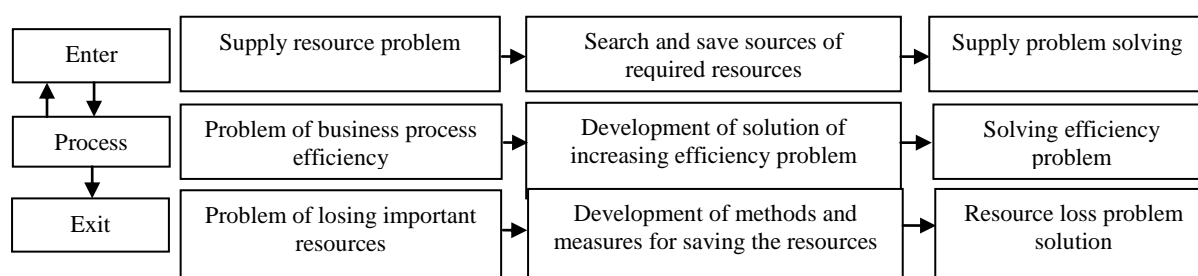 Enter
Supply resource problem
Search and save sources of
required resources
Supply problem solving
Process
Problem of business process
efficiency
Development of solution of
increasing efficiency problem
Solving efficiency
problem
Exit
Problem of losing important
resources
Development of methods and
measures for saving the resources
Resource loss problem
solution